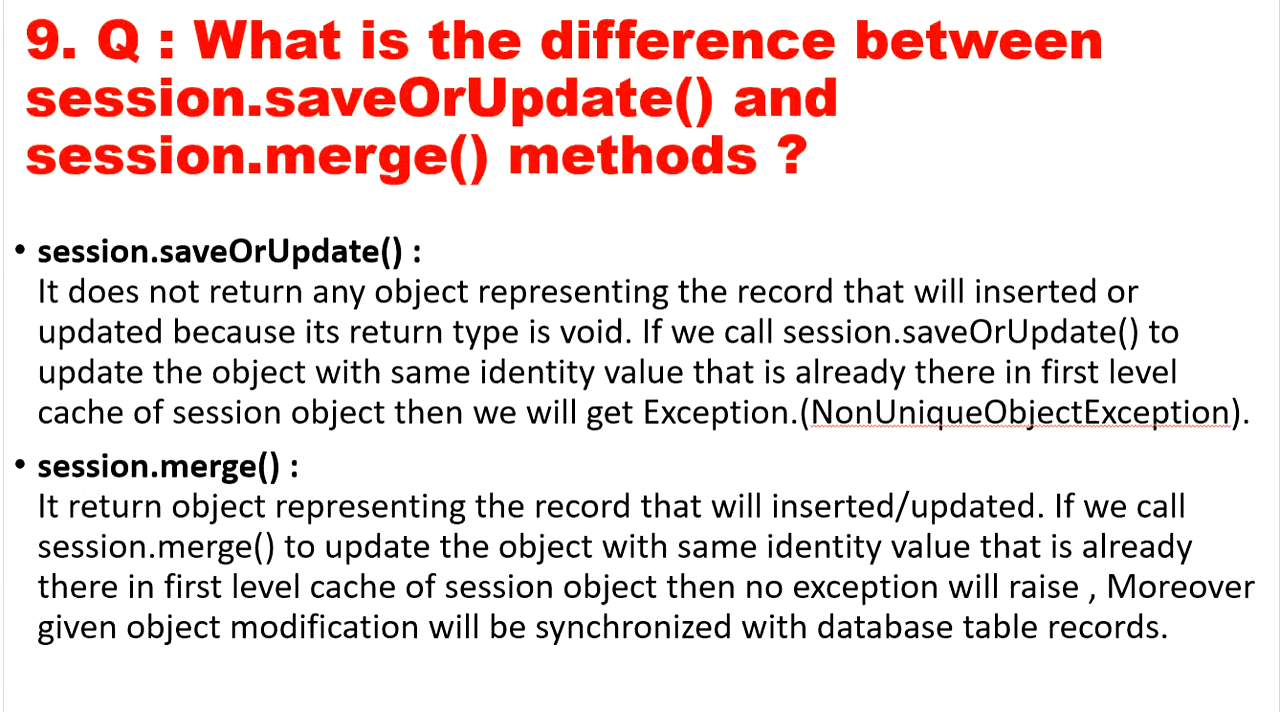 9. Q : What is the difference between
session.saveOrUpdate() and
session.merge() methods ?
• session.saveOrUpdate() :
It does not return any object representing the record that will inserted or
updated because its return type is void. If we call session.saveOrUpdate() to
update the object with same identity value that is already there in first level
cache of session object then we will get Exception.(NonUniqueObjectException).
• session.merge() :
It return object representing the record that will inserted/updated. If we call
session.merge() to update the object with same identity value that is already
there in first level cache of session object then no exception will raise , Moreover
given object modification will be synchronized with database table records.